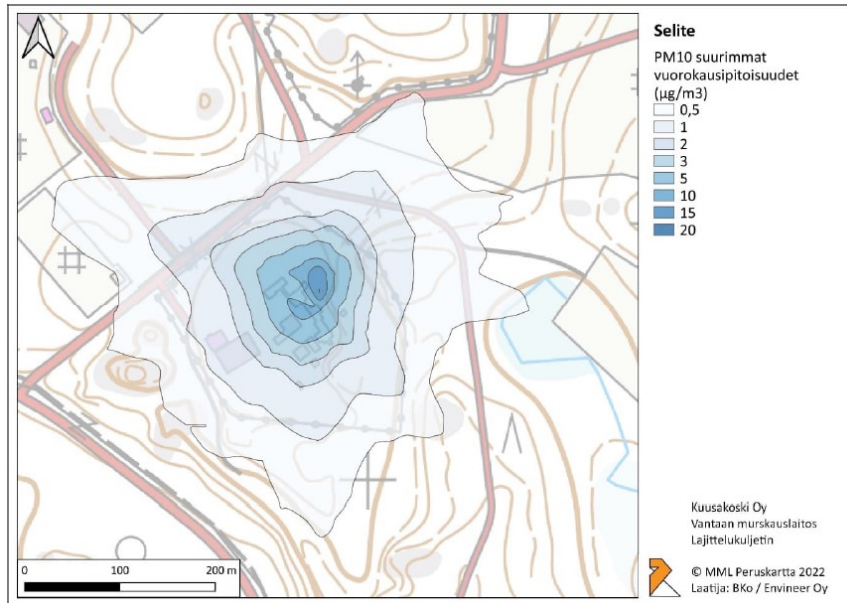 Selite
PM10 suurimmat
vuorokausipitoisuudet
(µg/m3)
0,5
1
2
3
5
10
15
20
Kuusakoski Oy
Vantaan murskauslaitos
Lajittelukuljetin
© MML Peruskartta 2022
Laatija: BKo / Envineer Oy
0 100 200 m